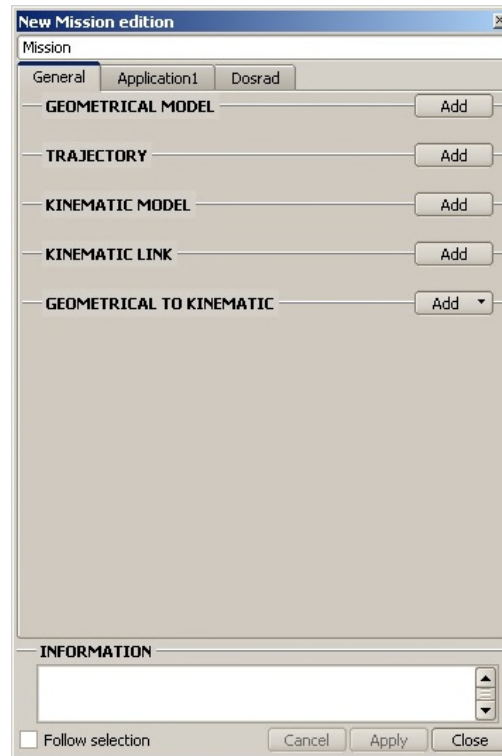 New Mission edition
Mission
General Application1 Dosrad
GEOMETRICAL MODEL Add
TRAJECTORY Add
KINEMATIC MODEL Add
KINEMATIC LINK Add
GEOMETRICAL TO KINEMATIC Add
INFORMATION
Follow selection Cancel Apply Close